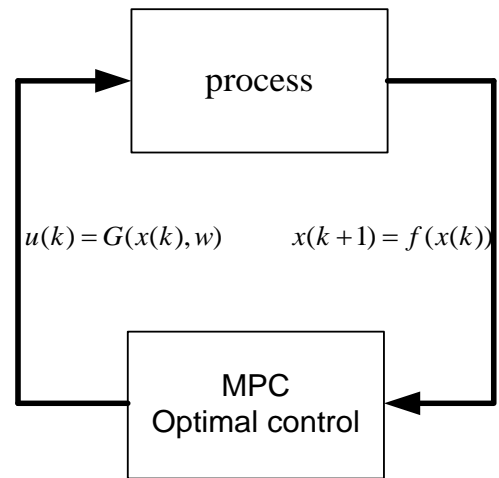 process
u(k) = G(x(k), w)
x(k+1) = f(x(k))
MPC
Optimal control